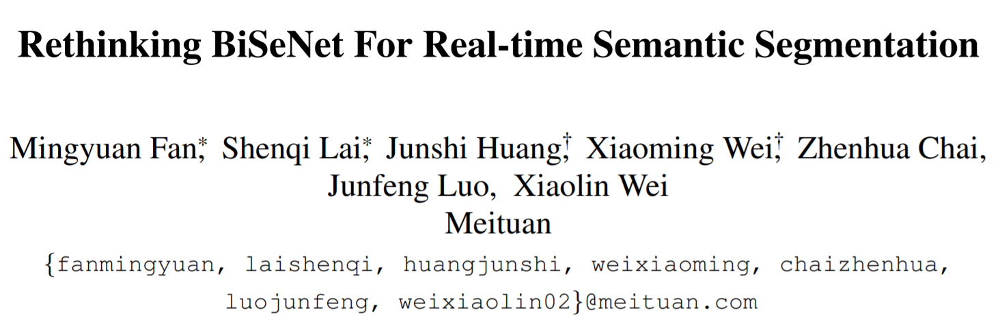 Rethinking BiSeNet For Real-time Semantic Segmentation
Mingyuan Fan*, Shenqi Lai*, Junshi Huang†, Xiaoming Wei†, Zhenhua Chai,
Junfeng Luo, Xiaolin Wei
Meituan
{fanmingyuan, laishenqi, huangjunshi, weixiaoming, chaizhenhua,
luojunfeng, weixiaolin02}@meituan.com